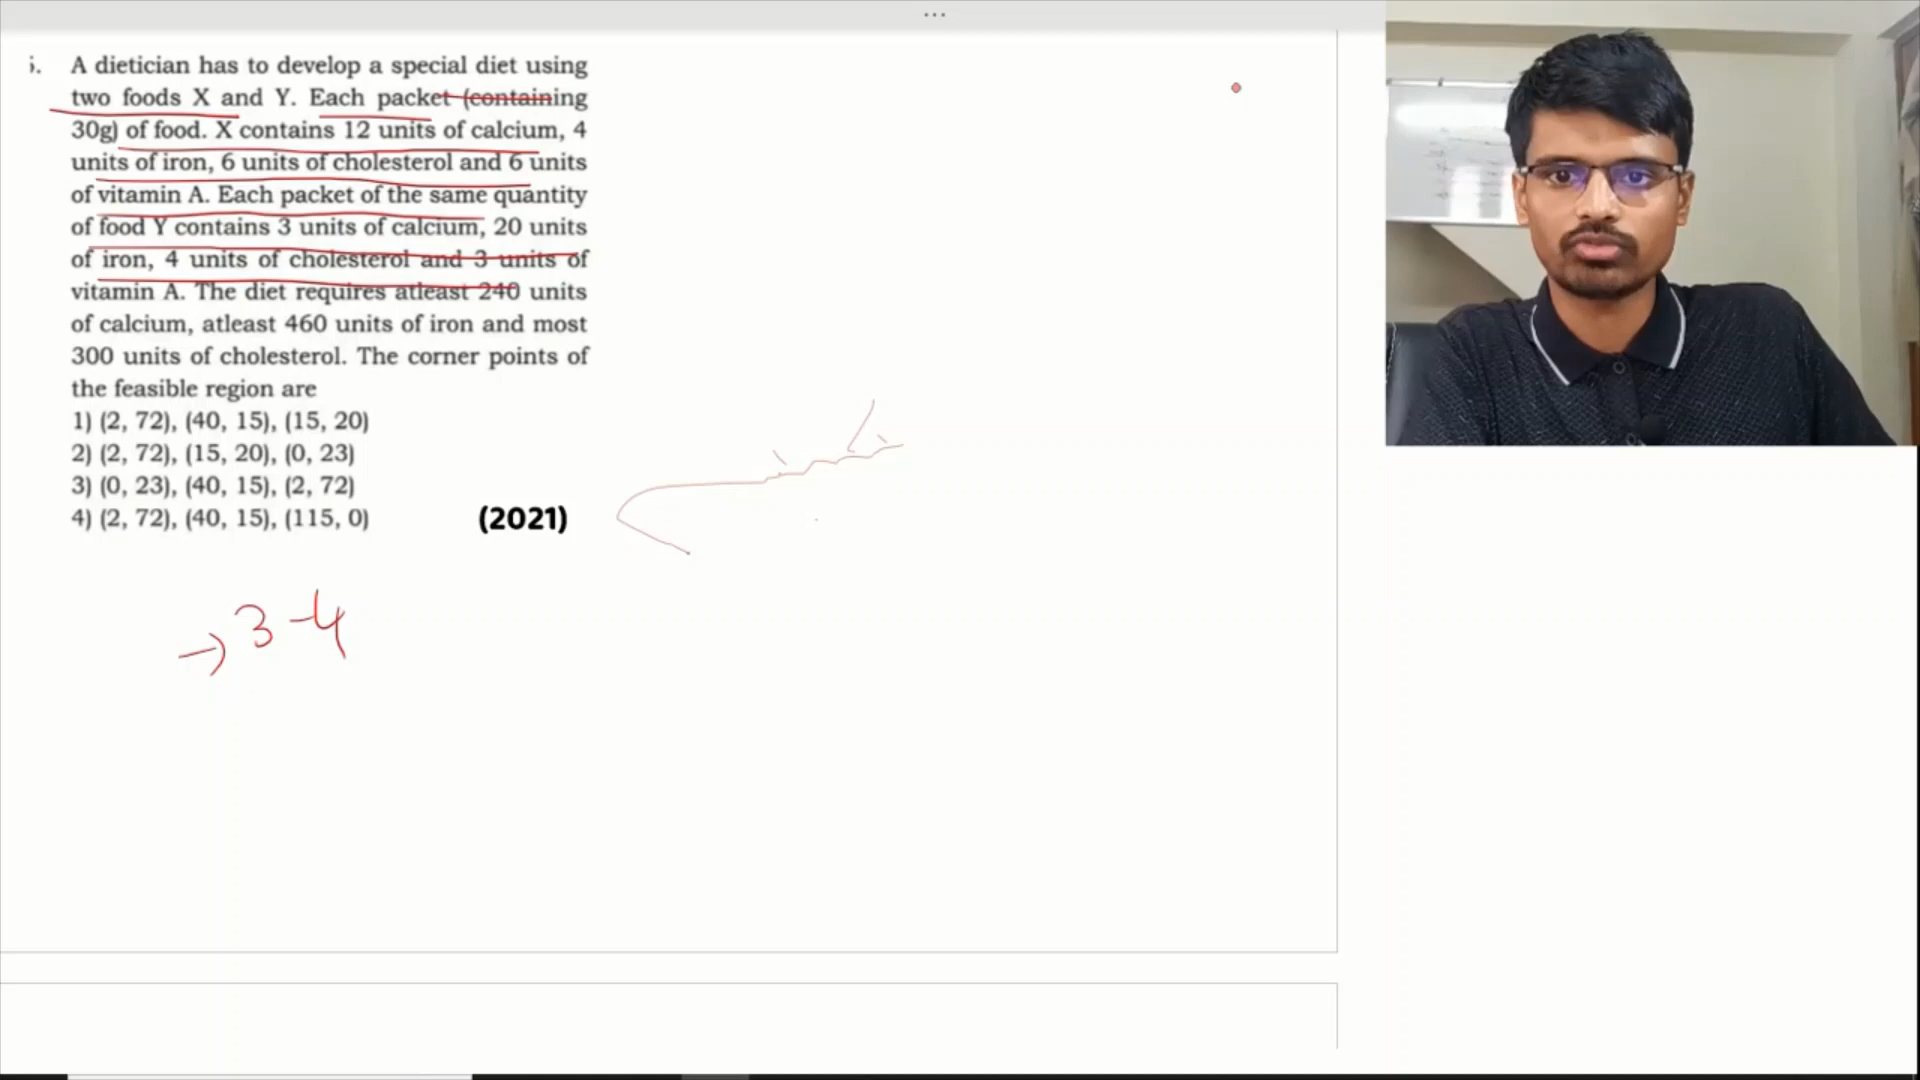 5. A dietician has to develop a special diet using
two foods X and Y. Each packet (containing
30g) of food. X contains 12 units of calcium, 4
units of iron, 6 units of cholesterol and 6 units
of vitamin A. Each packet of the same quantity
of food Y contains 3 units of calcium, 20 units
of iron, 4 units of cholesterol and 3 units of
vitamin A. The diet requires atleast 240 units
of calcium, atleast 460 units of iron and most
300 units of cholesterol. The corner points of
the feasible region are
1) (2, 72), (40, 15), (15, 20)
2) (2, 72), (15, 20), (0, 23)
3) (0, 23), (40, 15), (2, 72)
4) (2, 72), (40, 15), (115, 0)
(2021)
→ 3-4